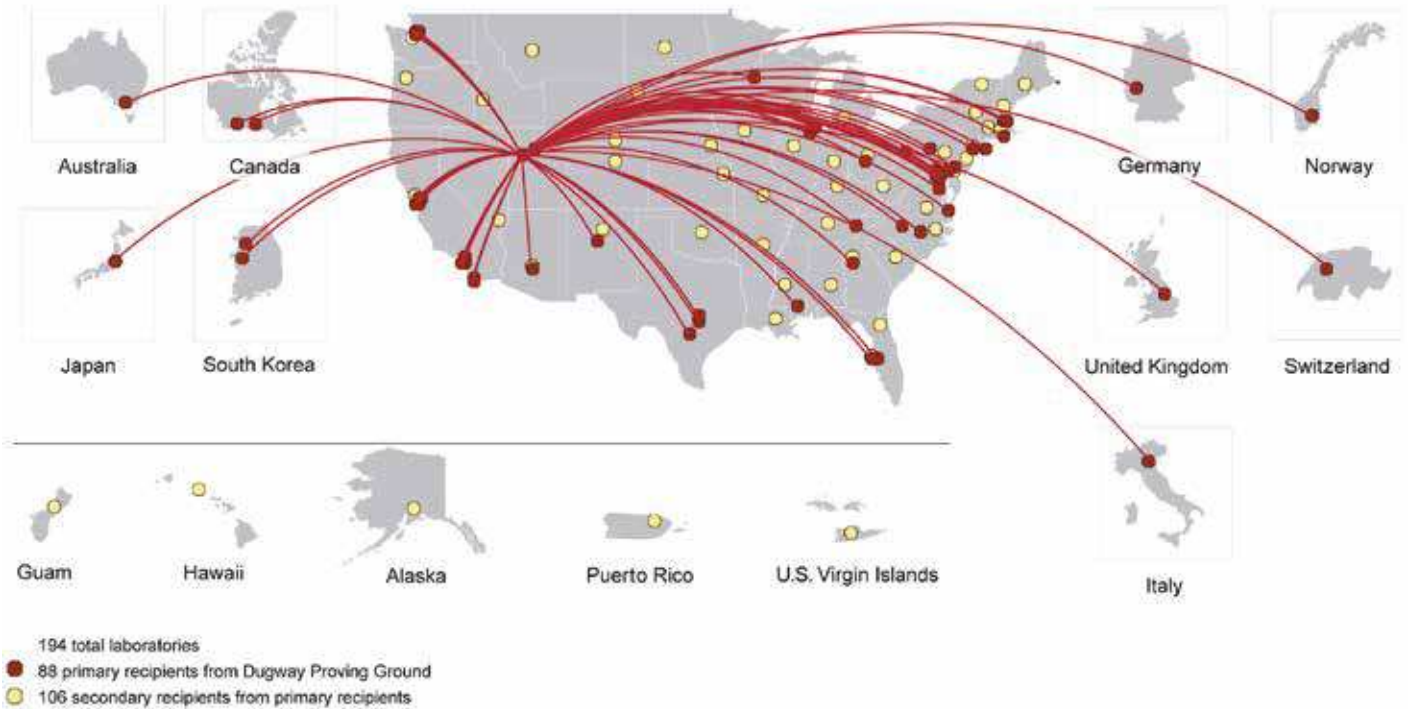 Australia
Canada
Germany
Norway
Japan
South Korea
United Kingdom
Switzerland
Guam
Hawaii
Alaska
Puerto Rico
U.S. Virgin Islands
Italy
194 total laboratories
88 primary recipients from Dugway Proving Ground
106 secondary recipients from primary recipients